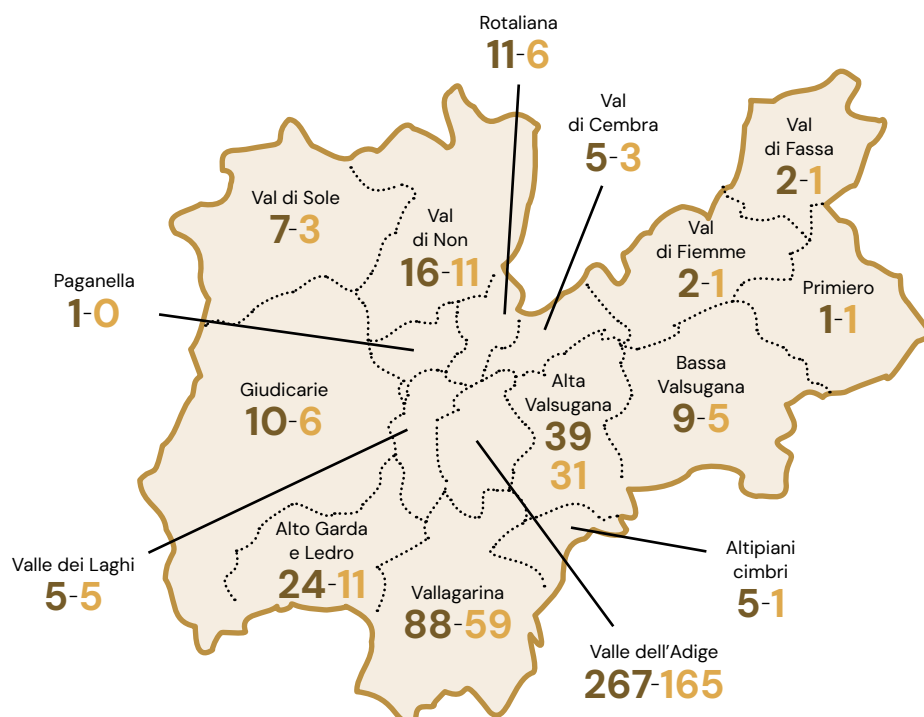 Rotaliana
11-6
Val
di Cembra
5-3
Val
di Fassa
2-1
Val di Sole
7-3
Val
di Non
16-11
Val
di Fiemme
2-1
Paganella
1-0
Primiero
1-1
Giudicarie
10-6
Alta
Valsugana
39
31
Bassa
Valsugana
9-5
Valle dei Laghi
5-5
Alto Garda
e Ledro
24-11
Vallagarina
88-59
Altipiani
cimbri
5-1
Valle dell'Adige
267-165